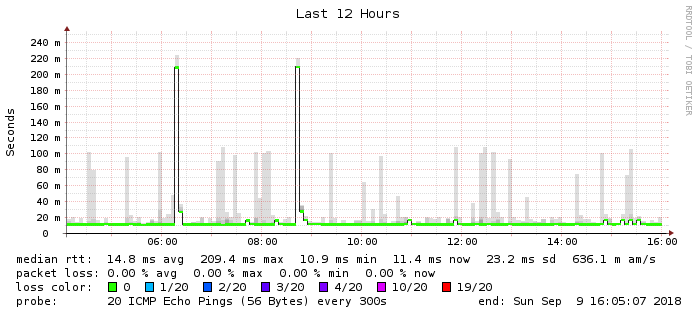 Last 12 Hours
RRDTOOL / TOBI OETIKER
Seconds
240 m
220 m
200 m
180 m
160 m
140 m
120 m
100 m
80 m
60 m
40 m
20 m
0
06:00 08:00 10:00 12:00 14:00 16:00
median rtt: 14.8 ms avg 209.4 ms max 10.9 ms min 11.4 ms now 23.2 ms sd 636.1 m am/s
packet loss: 0.00 % avg 0.00 % max 0.00 % min 0.00 % now
loss color: 0 1/20 2/20 3/20 4/20 10/20 19/20
probe: 20 ICMP Echo Pings (56 Bytes) every 300s end: Sun Sep 9 16:05:07 2018